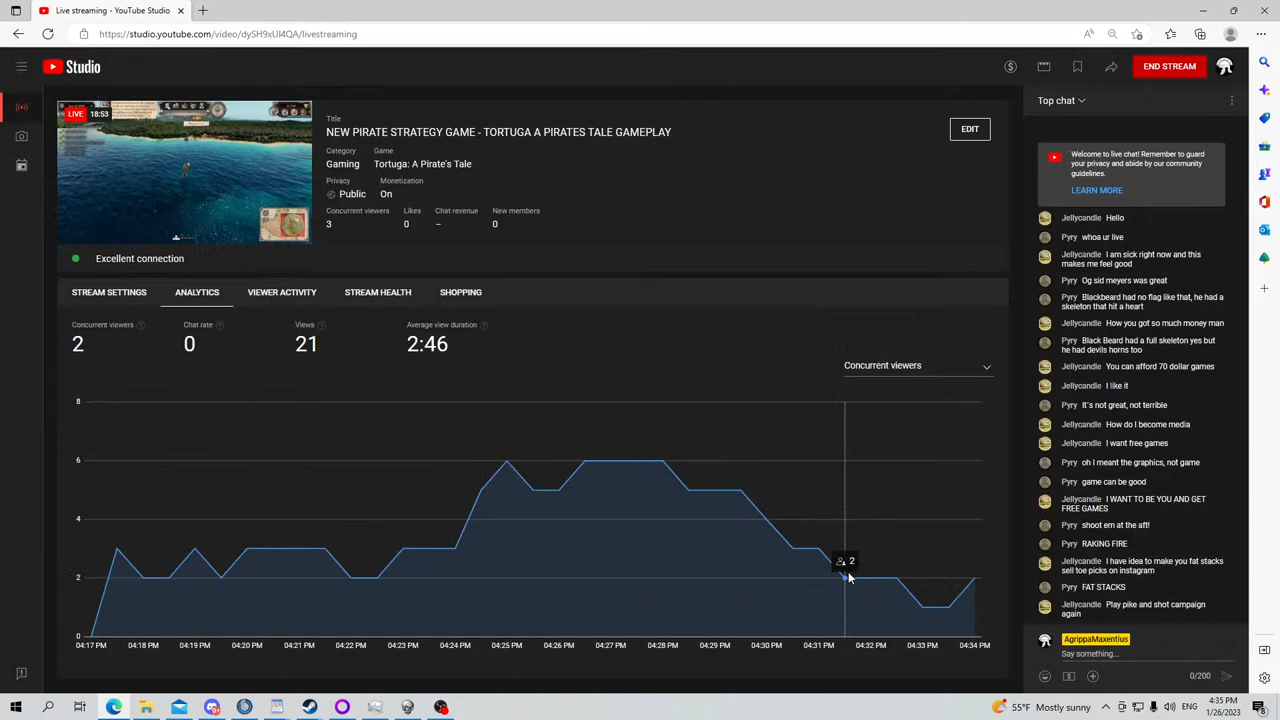 Live streaming - YouTube Studio
https://studio.youtube.com/video/dySH9xUl4QA/livestreaming
Studio
END STREAM
LIVE 18:53
Title
NEW PIRATE STRATEGY GAME - TORTUGA A PIRATES TALE GAMEPLAY
EDIT
Category Game
Gaming Tortuga: A Pirate's Tale
Privacy Monetization
Public On
Concurrent viewers Likes Chat revenue New members
3 0 – 0
Excellent connection
STREAM SETTINGS ANALYTICS VIEWER ACTIVITY STREAM HEALTH SHOPPING
Concurrent viewers Chat rate Views Average view duration
2 0 21 2:46
Concurrent viewers
8
6
4
2
0
2
04:17 PM 04:18 PM 04:19 PM 04:20 PM 04:21 PM 04:22 PM 04:23 PM 04:24 PM 04:25 PM 04:26 PM 04:27 PM 04:28 PM 04:29 PM 04:30 PM 04:31 PM 04:32 PM 04:33 PM 04:34 PM
Top chat
Welcome to live chat! Remember to guard
your privacy and abide by our community
guidelines.
LEARN MORE
Jellycandle Hello
Pyry whoa ur live
Jellycandle I am sick right now and this
makes me feel good
Pyry Og sid meyers was great
Pyry Blackbeard had no flag like that, he had a
skeleton that hit a heart
Jellycandle How you got so much money man
Pyry Black Beard had a full skeleton yes but
he had devils horns too
Jellycandle You can afford 70 dollar games
Jellycandle I like it
Pyry It's not great, not terrible
Jellycandle How do I become media
Jellycandle I want free games
Pyry oh I meant the graphics, not game
Pyry game can be good
Jellycandle I WANT TO BE YOU AND GET
FREE GAMES
Pyry shoot em at the aft!
Pyry RAKING FIRE
Jellycandle I have idea to make you fat stacks
sell toe picks on instagram
Pyry FAT STACKS
Jellycandle Play pike and shot campaign
again
AgrippaMaxentius
Say something...
0/200
55°F Mostly sunny
4:35 PM
1/26/2023
8